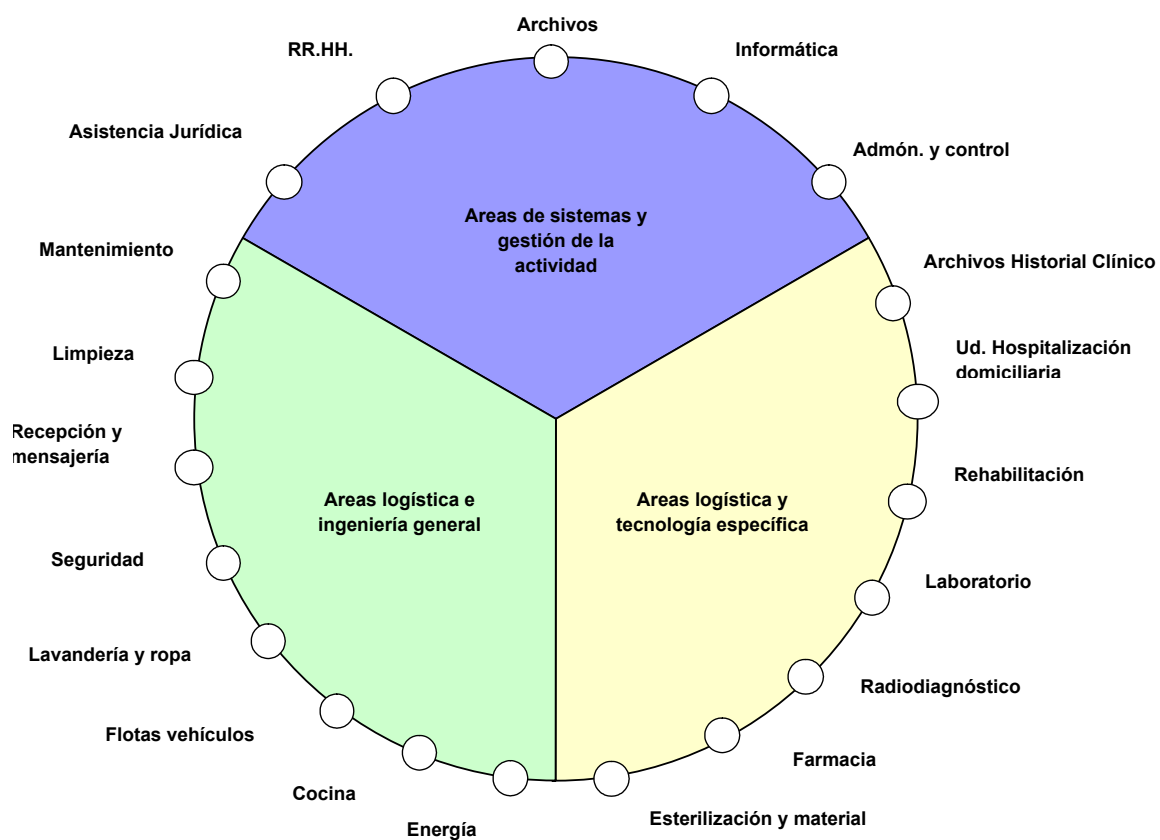 Archivos
RR.HH.
Informática
Asistencia Jurídica
Admón. y control
Areas de sistemas y
gestión de la
actividad
Mantenimiento
Archivos Historial Clínico
Limpieza
Ud. Hospitalización
domiciliaria
Recepción y
mensajería
Rehabilitación
Areas logística e
ingeniería general
Areas logística y
tecnología específica
Seguridad
Laboratorio
Lavandería y ropa
Radiodiagnóstico
Flotas vehículos
Farmacia
Cocina
Esterilización y material
Energía